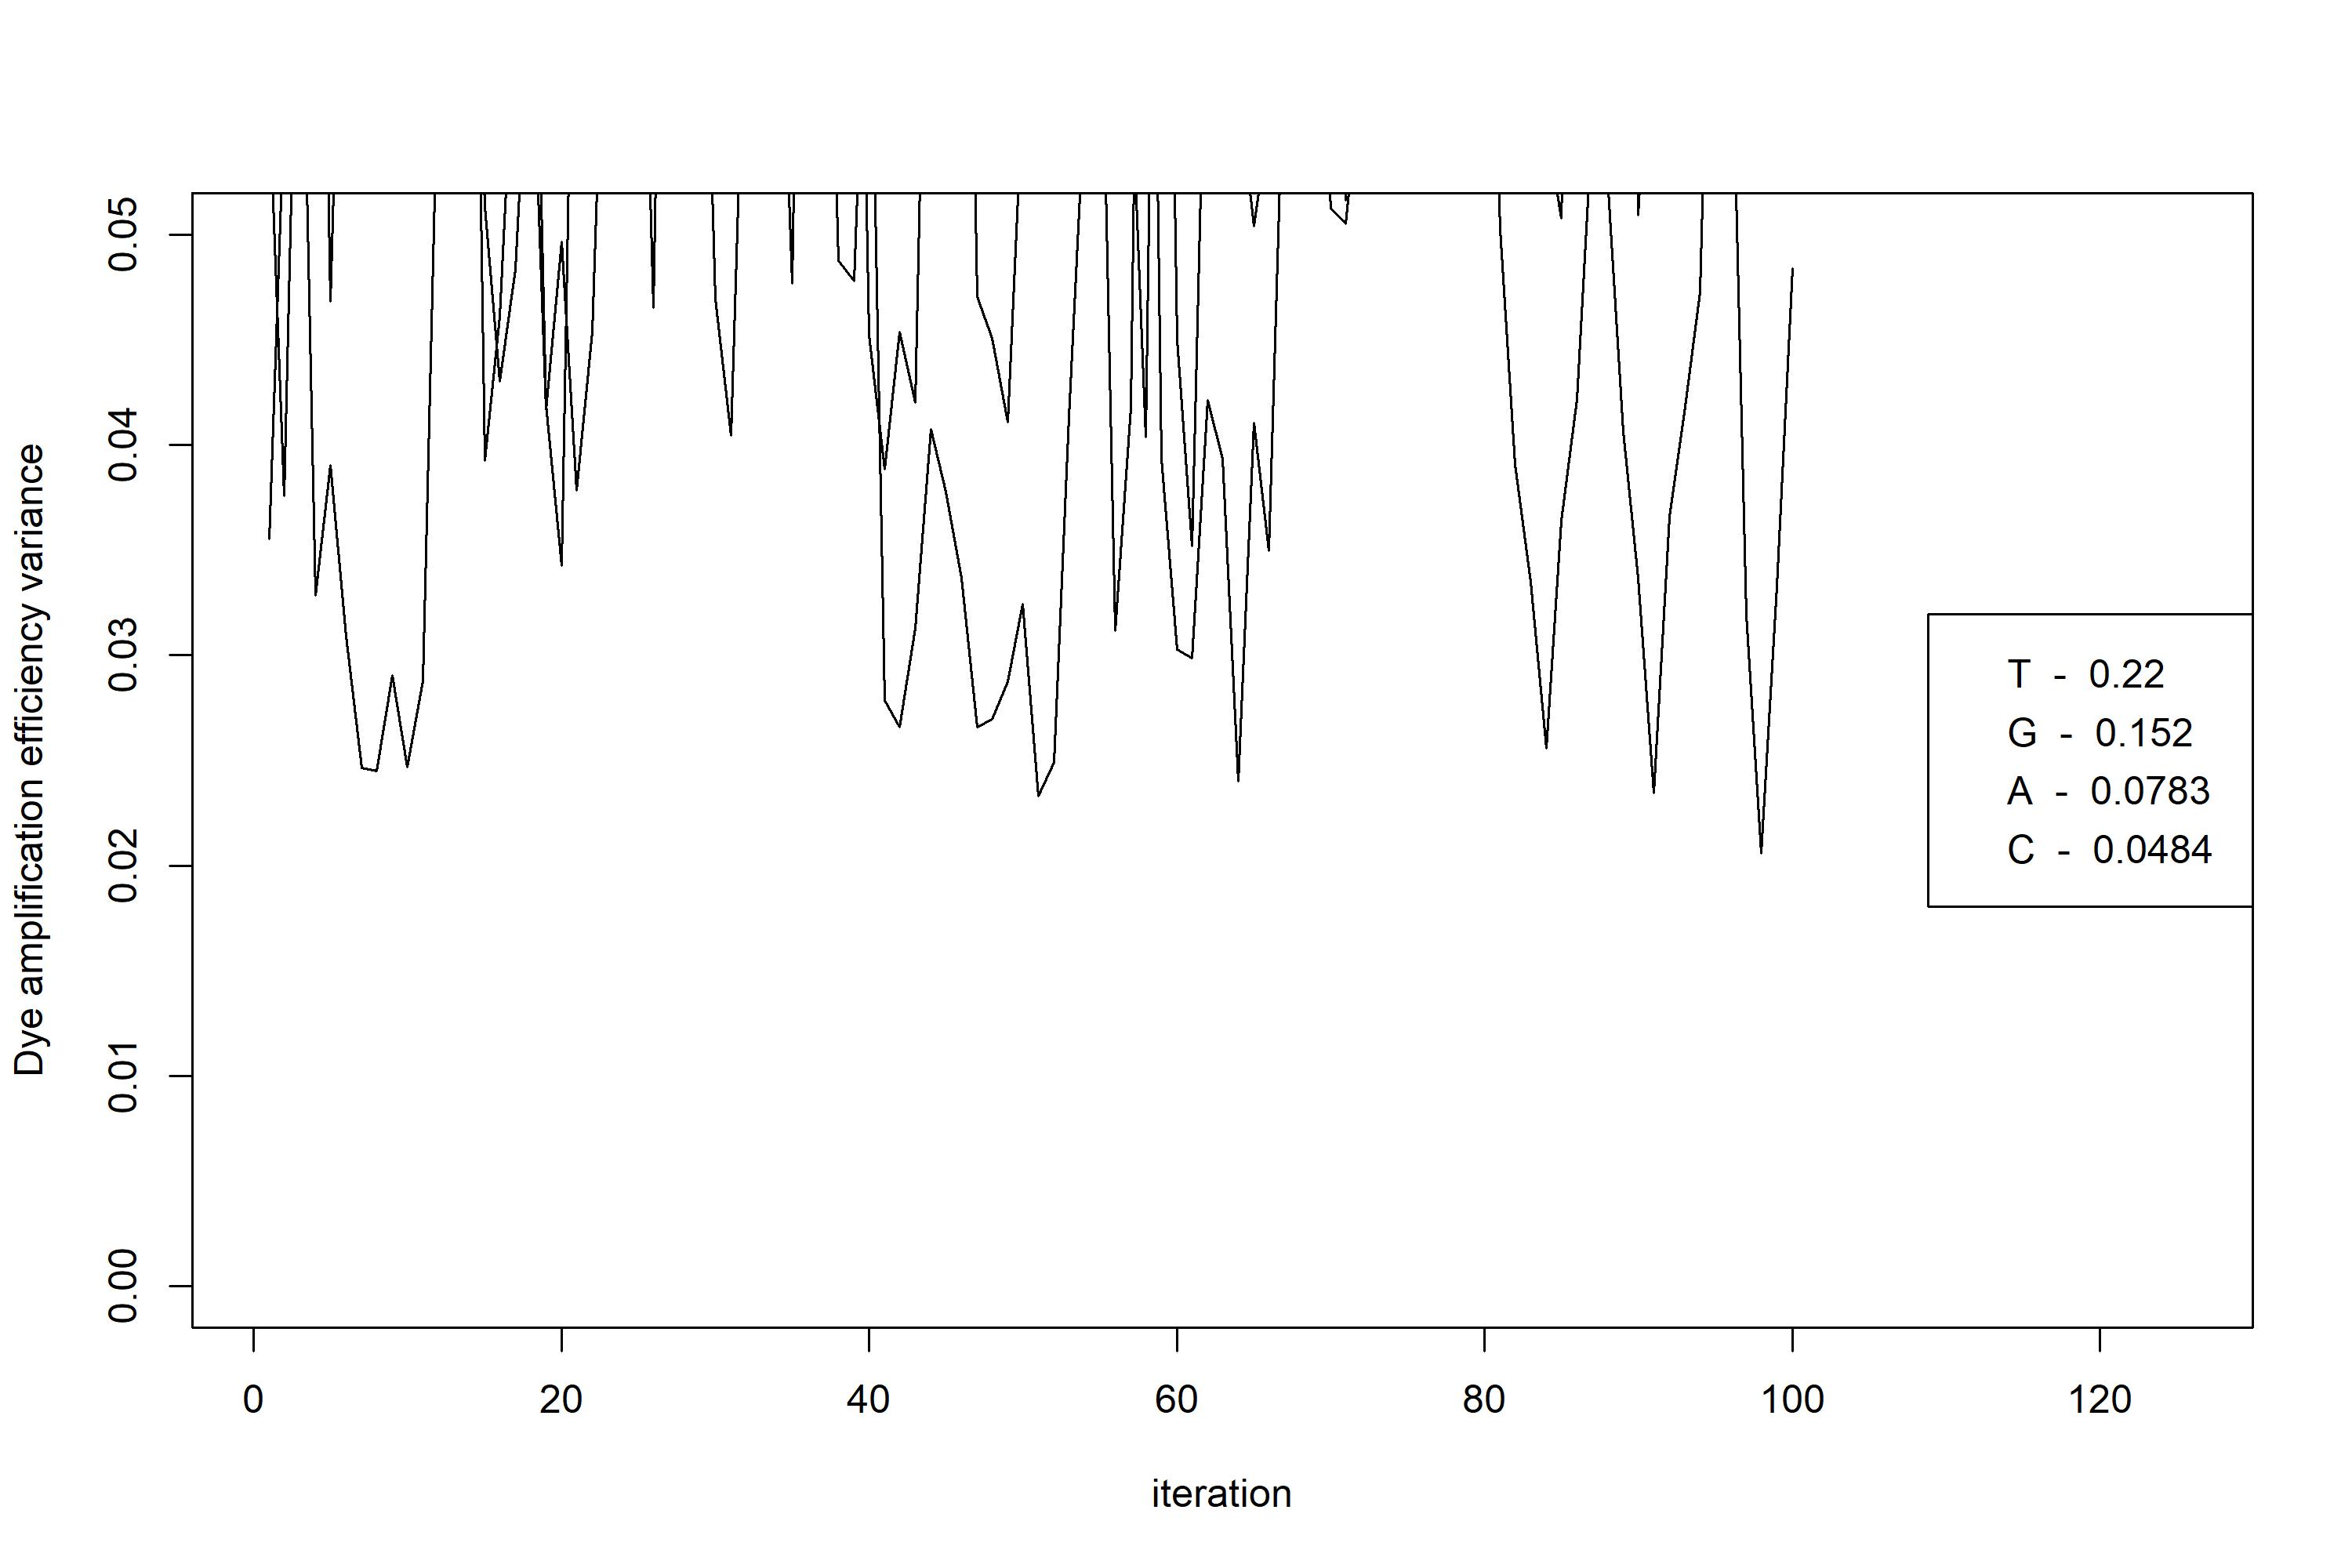 Dye amplification efficiency variance
0.05
0.04
0.03
0.02
0.01
0.00
T - 0.22
G - 0.152
A - 0.0783
C - 0.0484
0 20 40 60 80 100 120
iteration